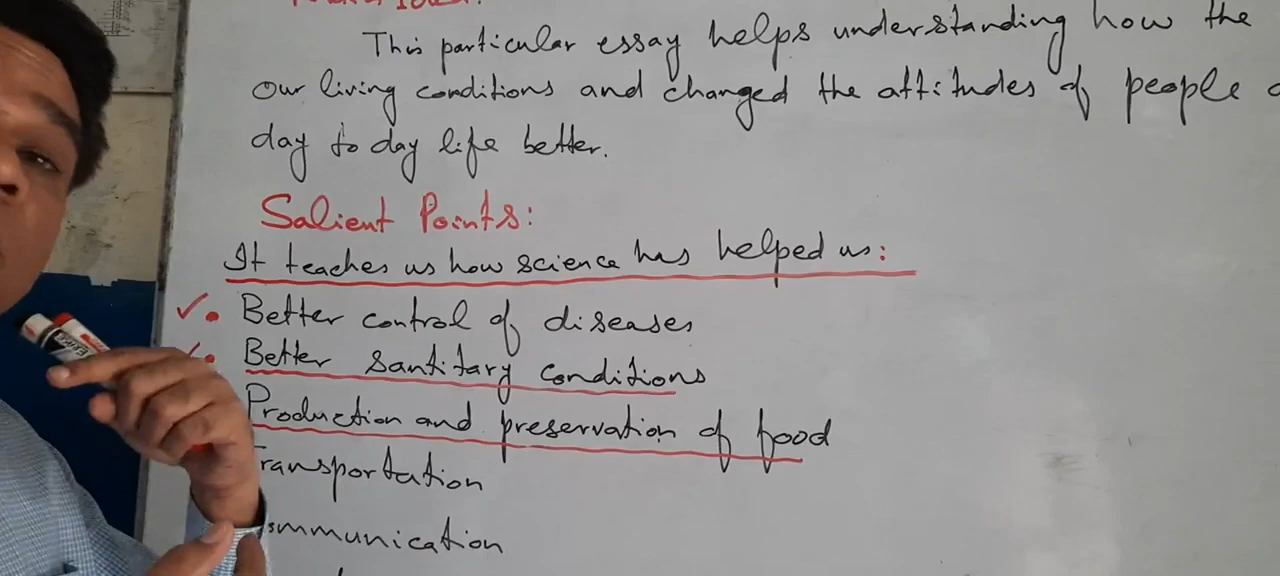 This particular essay helps understanding how the
our living conditions and changed the attitudes of people
day to day life better.
Salient Points:
It teaches us how science has helped us:
Better control of diseases
Better santitary conditions
Production and preservation of food
ransportation
ommunication